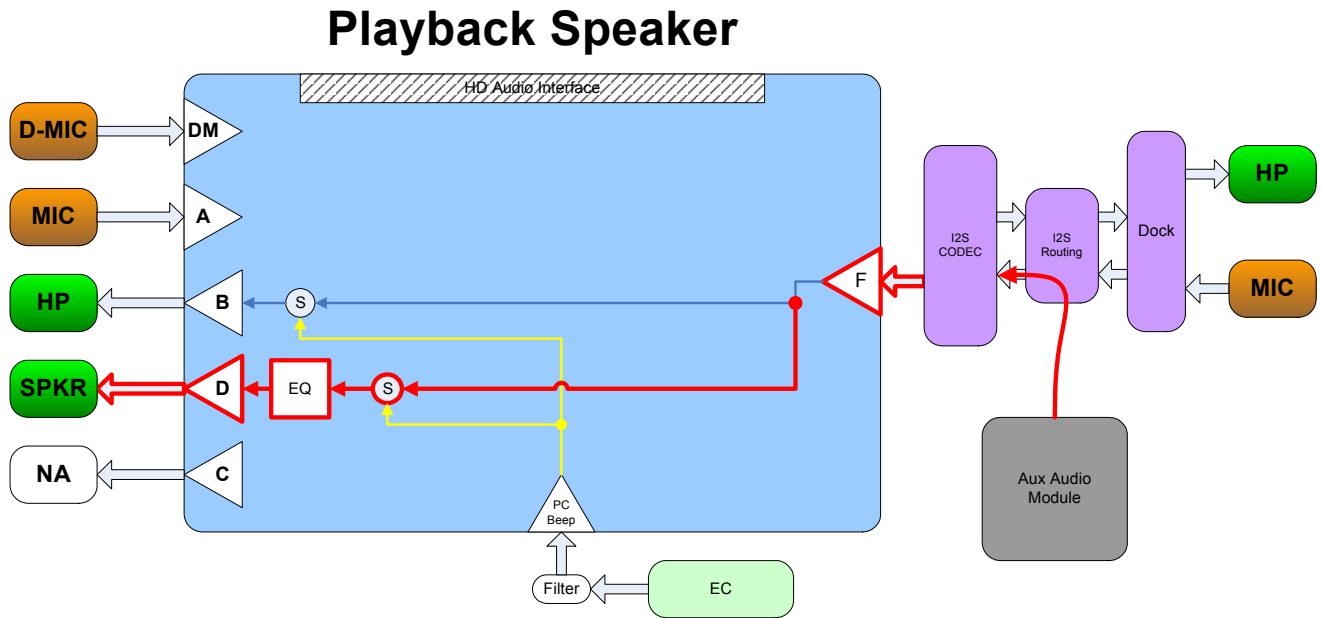 Playback Speaker
HD Audio Interface
D-MIC
DM
MIC
A
HP
B
S
SPKR
D
EQ
S
NA
C
PC
Beep
Filter
EC
F
I2S
CODEC
I2S
Routing
Dock
HP
MIC
Aux Audio
Module